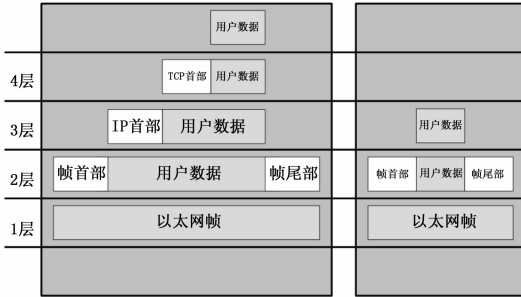 用户数据
4层 TCP首部 用户数据
3层 IP首部 用户数据 用户数据
2层 帧首部 用户数据 帧尾部 帧首部 用户数据 帧尾部
1层 以太网帧 以太网帧